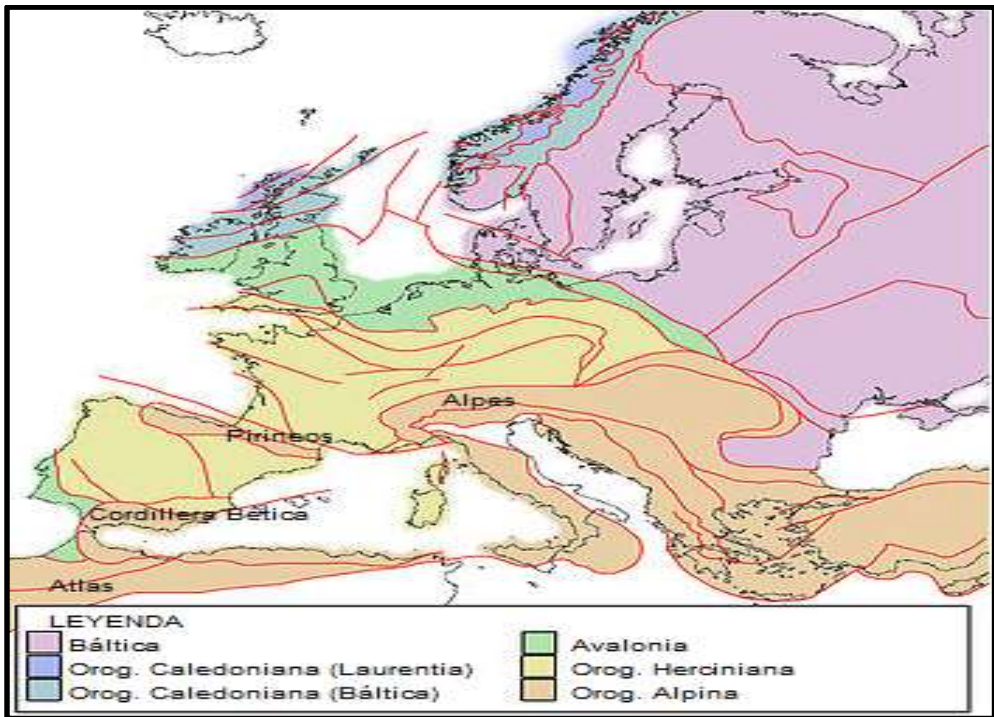 Alpes
Pirineos
Cordillera Bética
Atlas
LEYENDA
Báltica
Orog. Caledoniana (Laurentia)
Orog. Caledoniana (Báltica)
Avalonia
Orog. Herciniana
Orog. Alpina